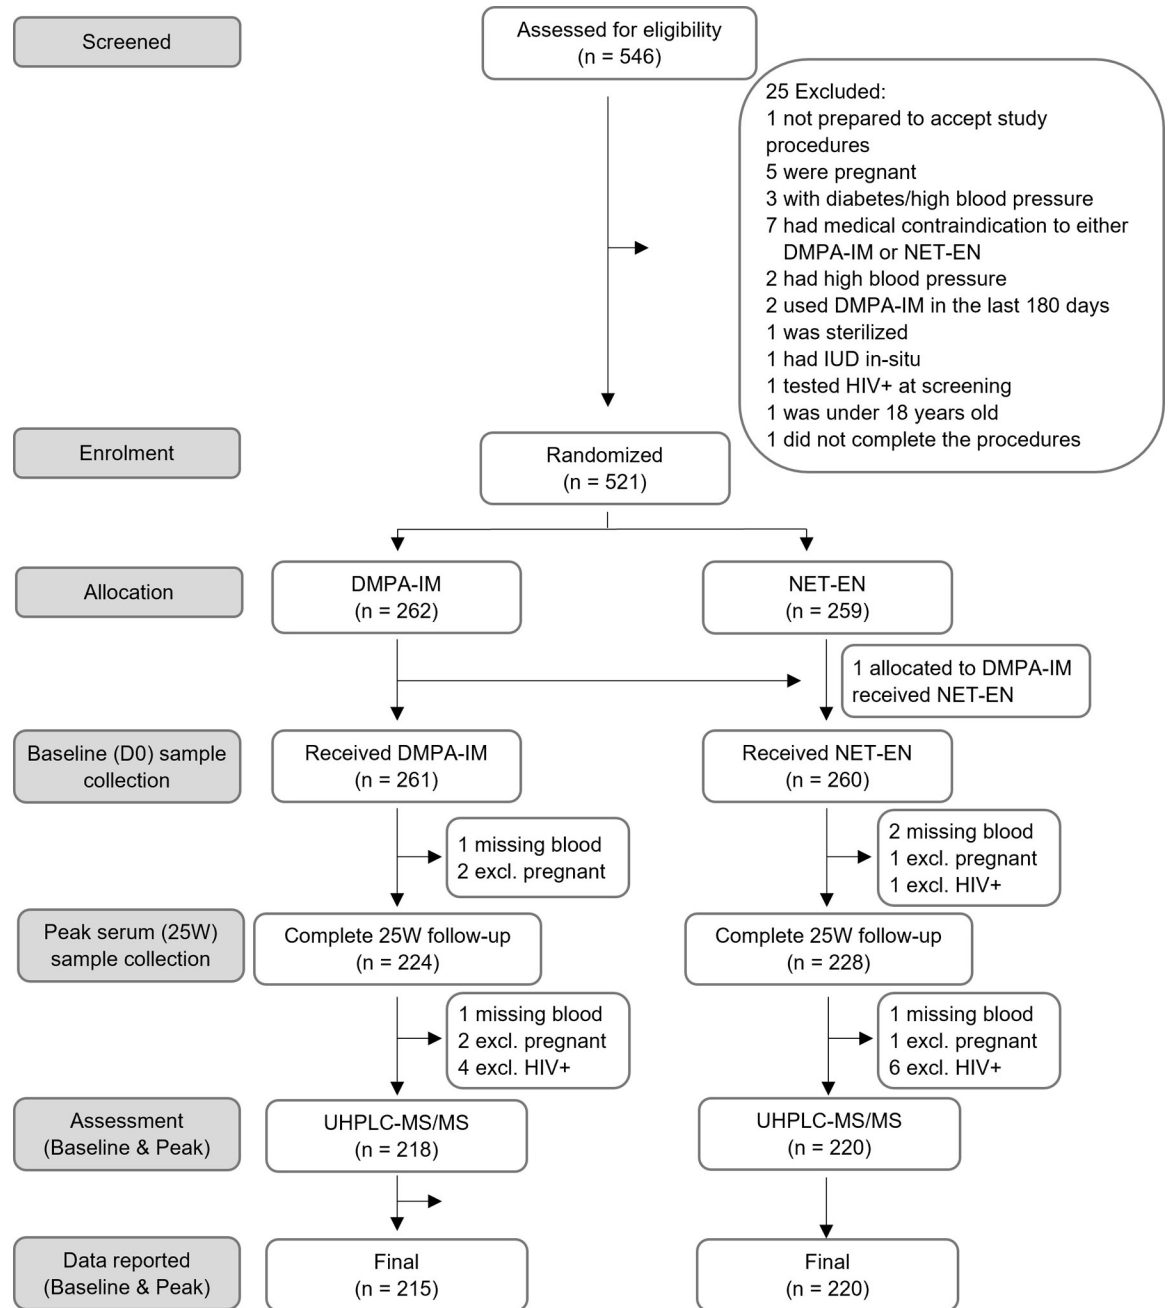 Screened
Assessed for eligibility
(n = 546)
25 Excluded:
1 not prepared to accept study
procedures
5 were pregnant
3 with diabetes/high blood pressure
7 had medical contraindication to either
DMPA-IM or NET-EN
2 had high blood pressure
2 used DMPA-IM in the last 180 days
1 was sterilized
1 had IUD in-situ
1 tested HIV+ at screening
1 was under 18 years old
1 did not complete the procedures
Enrolment
Randomized
(n = 521)
Allocation
DMPA-IM
(n = 262)
NET-EN
(n = 259)
1 allocated to DMPA-IM
received NET-EN
Baseline (D0) sample
collection
Received DMPA-IM
(n = 261)
Received NET-EN
(n = 260)
1 missing blood
2 excl. pregnant
2 missing blood
1 excl. pregnant
1 excl. HIV+
Peak serum (25W)
sample collection
Complete 25W follow-up
(n = 224)
Complete 25W follow-up
(n = 228)
1 missing blood
2 excl. pregnant
4 excl. HIV+
1 missing blood
1 excl. pregnant
6 excl. HIV+
Assessment
(Baseline & Peak)
UHPLC-MS/MS
(n = 218)
UHPLC-MS/MS
(n = 220)
Data reported
(Baseline & Peak)
Final
(n = 215)
Final
(n = 220)